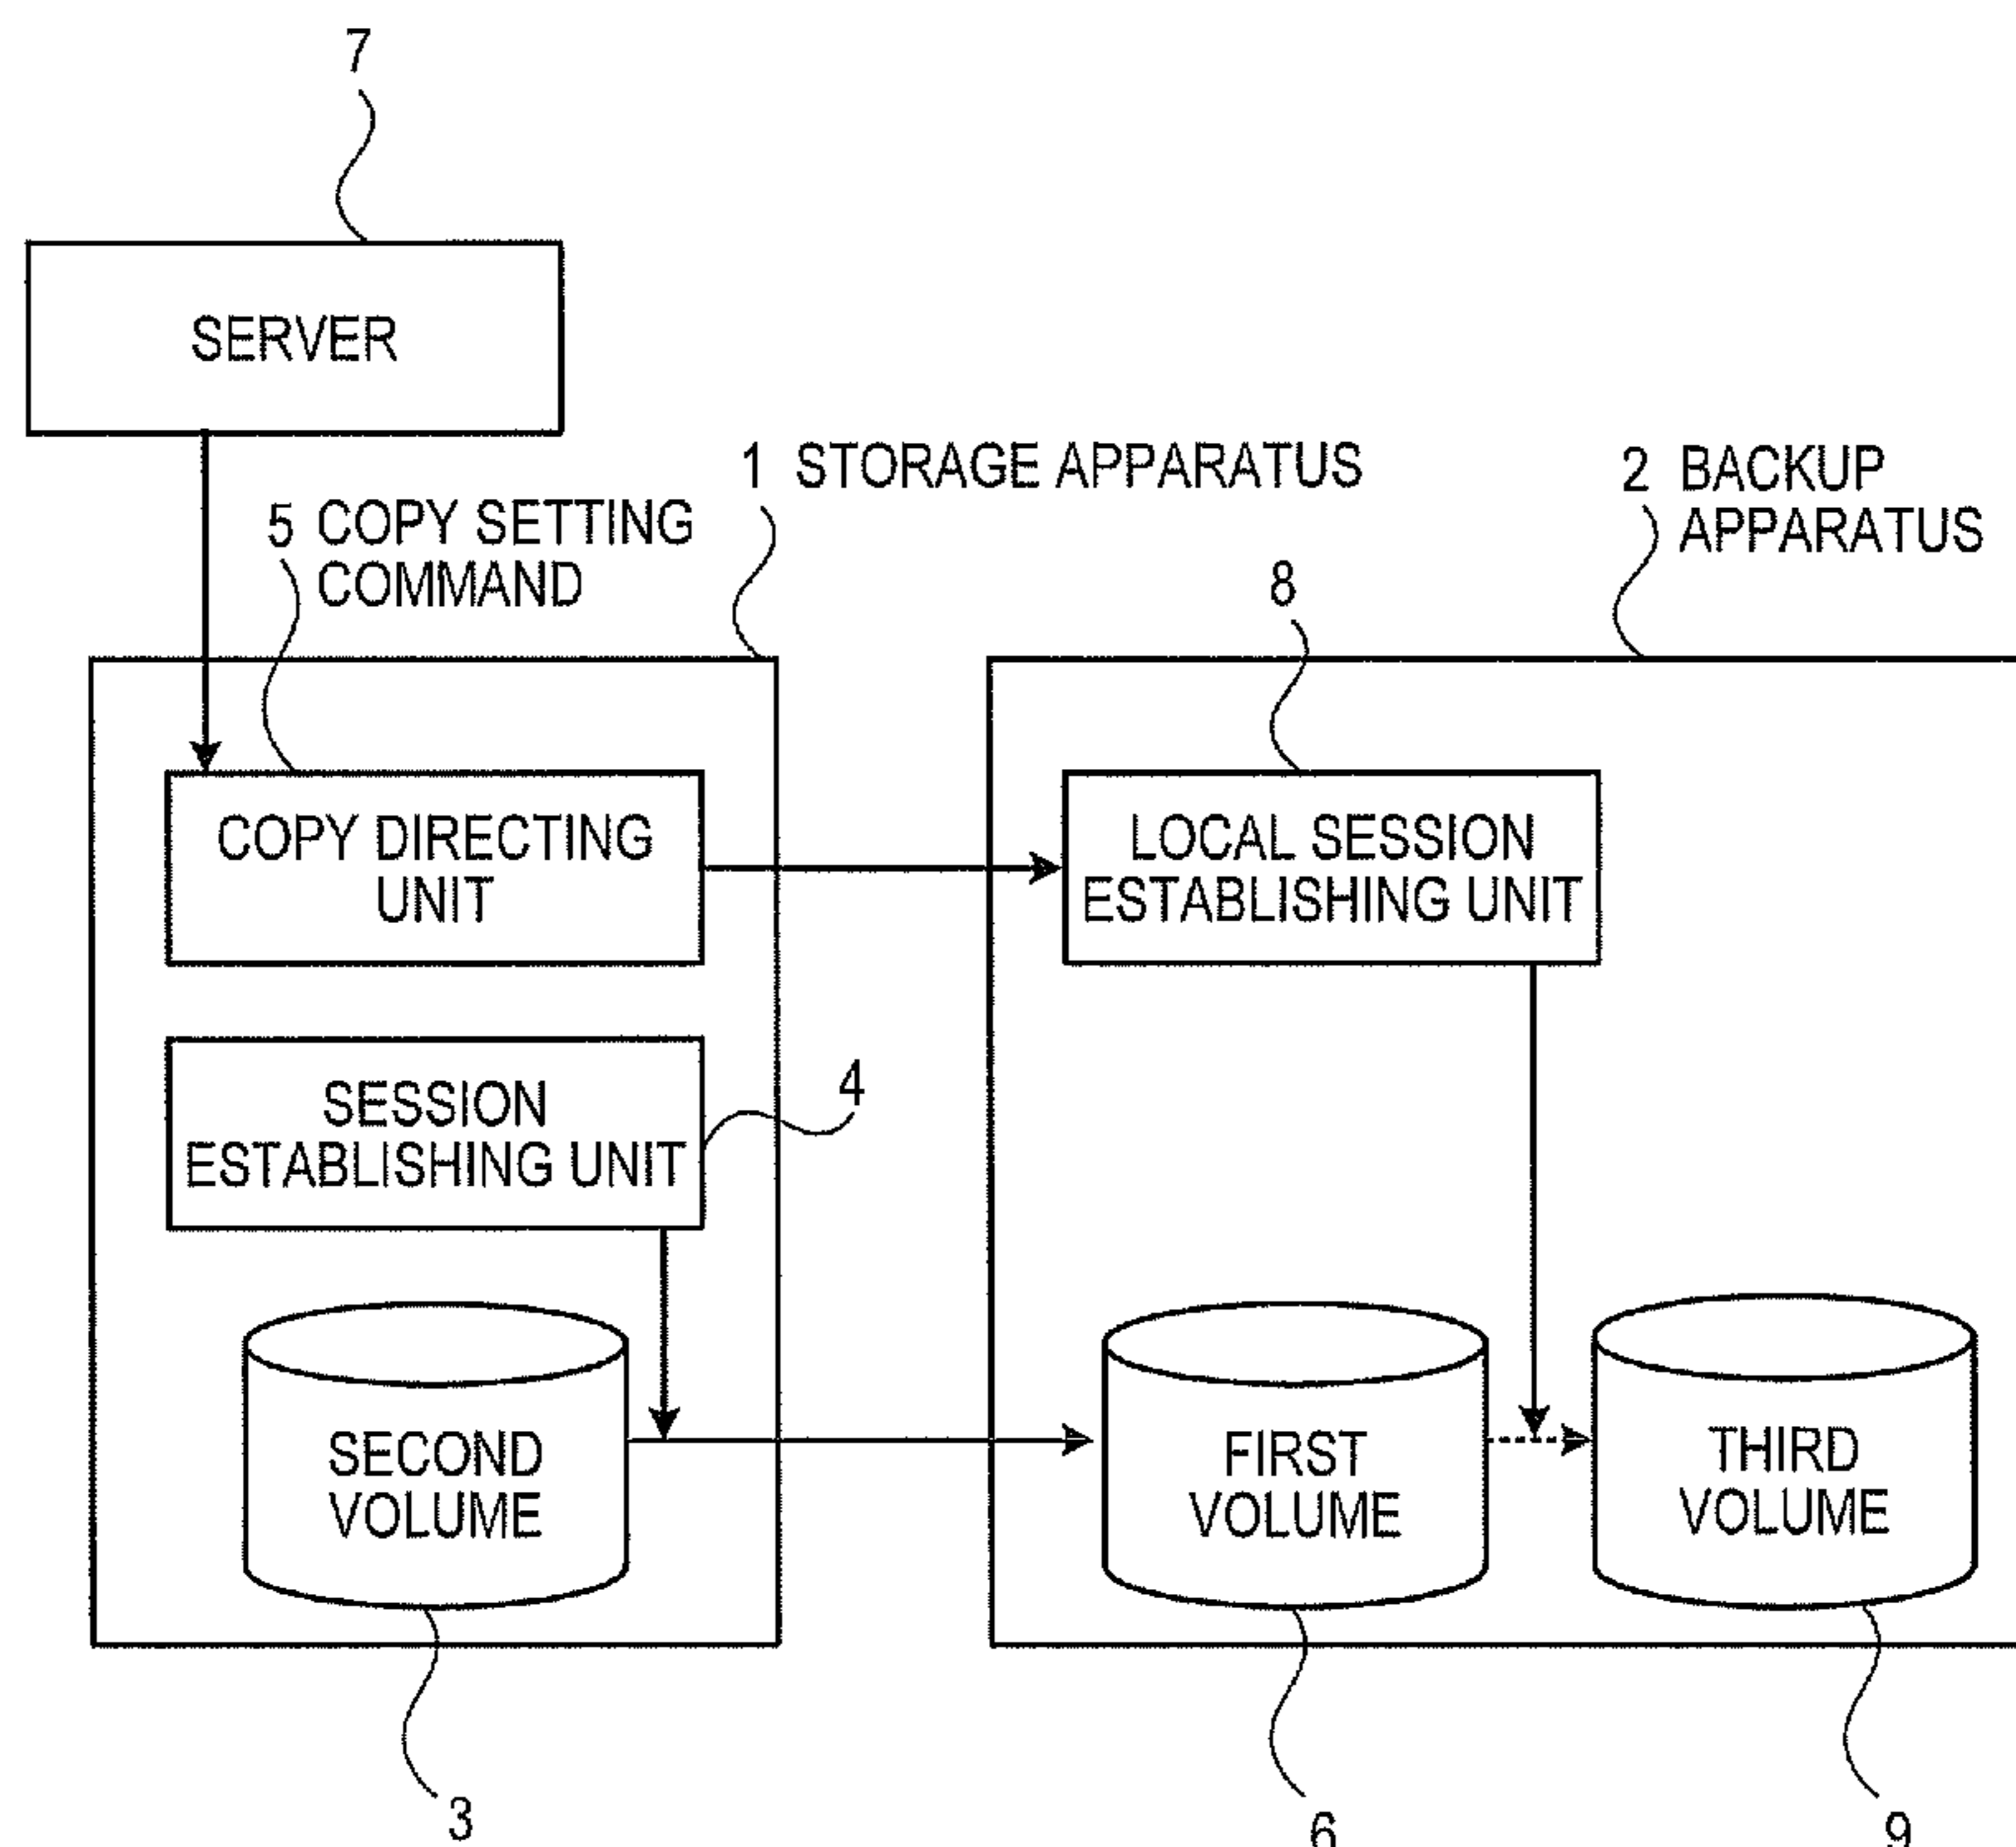 7
SERVER
1 STORAGE APPARATUS
2 BACKUP
APPARATUS
5 COPY SETTING
COMMAND
8
COPY DIRECTING
UNIT
LOCAL SESSION
ESTABLISHING UNIT
SESSION
ESTABLISHING UNIT
4
SECOND
VOLUME
FIRST
VOLUME
THIRD
VOLUME
3
6
9